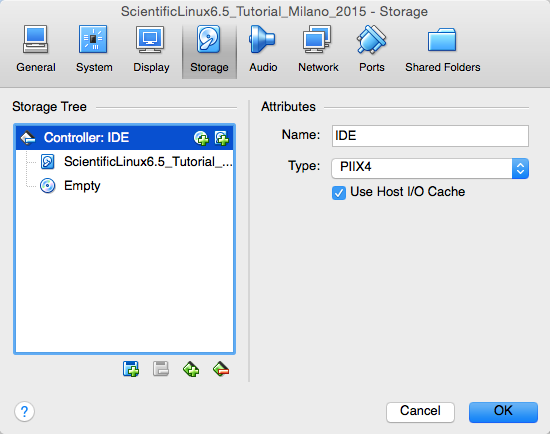 ScientificLinux6.5_Tutorial_Milano_2015 - Storage
General System Display Storage Audio Network Ports Shared Folders
Storage Tree
Controller: IDE
ScientificLinux6.5_Tutorial_...
Empty
Attributes
Name: IDE
Type: PIIX4
Use Host I/O Cache
? Cancel OK